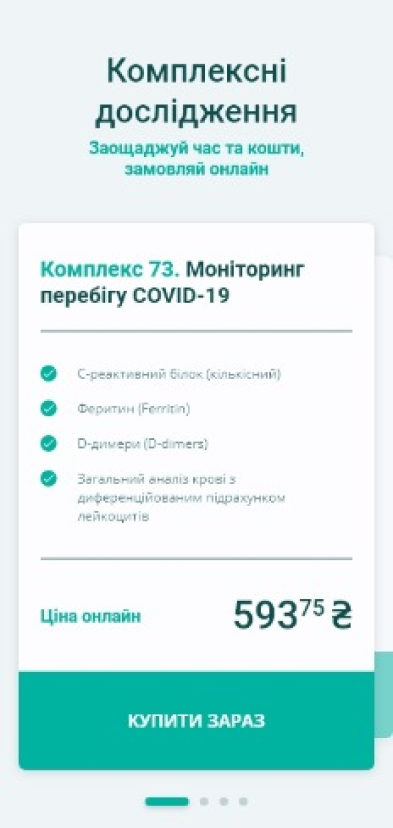 Комплексні
дослідження
Заощаджуй час та кошти,
замовляй онлайн
Комплекс 73. Моніторинг
перебігу COVID-19
С-реактивний білок (кількісний)
Феритин (Ferritin)
D-димери (D-dimers)
Загальний аналіз крові з
диференційованим підрахунком
лейкоцитів
Ціна онлайн 593⁷⁵ ₴
КУПИТИ ЗАРАЗ